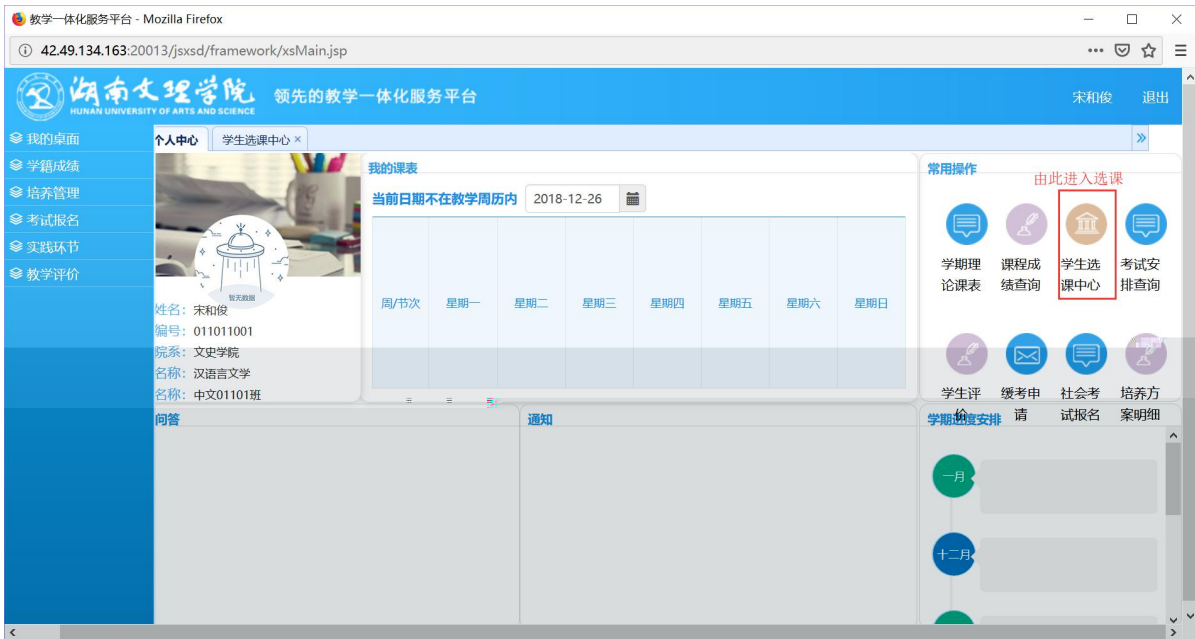 教学一体化服务平台 - Mozilla Firefox
42.49.134.163:20013/jsxsd/framework/xsMain.jsp
湖南文理学院
HUNAN UNIVERSITY OF ARTS AND SCIENCE
领先的教学一体化服务平台
宋和俊 退出
我的桌面
学籍成绩
培养管理
考试报名
实践环节
教学评价
个人中心 学生选课中心 ×
暂无数据
姓名: 宋和俊
编号: 011011001
院系: 文史学院
名称: 汉语言文学
名称: 中文01101班
我的课表
当前日期不在教学周历内 2018-12-26
周/节次 星期一 星期二 星期三 星期四 星期五 星期六 星期日
常用操作
由此进入选课
学期理论课表
课程成绩查询
学生选课中心
考试安排查询
学生评价
缓考申请
社会考试报名
培养方案明细
问答
通知
学期进度安排
一月
十二月